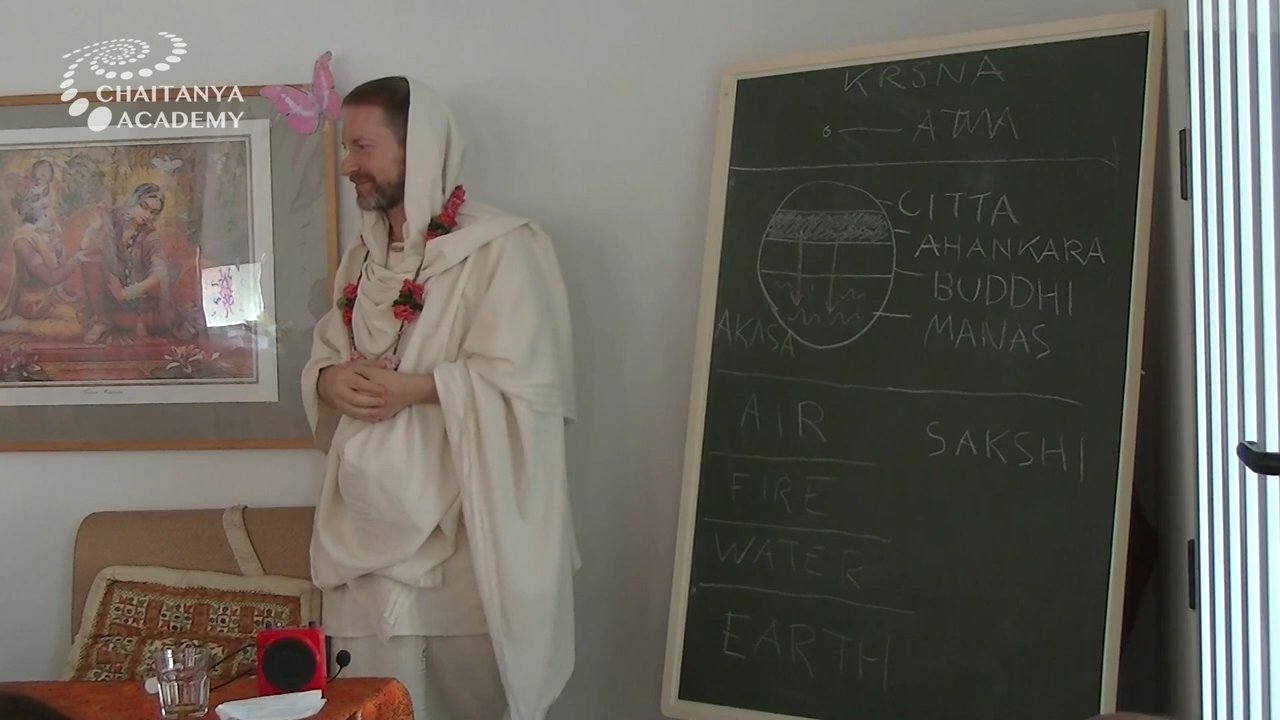 CHAITANYA
ACADEMY
KRSNA
ATMA
CITTA
AHANKARA
BUDDHI
MANAS
AKASA
AIR
SAKSHI
FIRE
WATER
EARTH